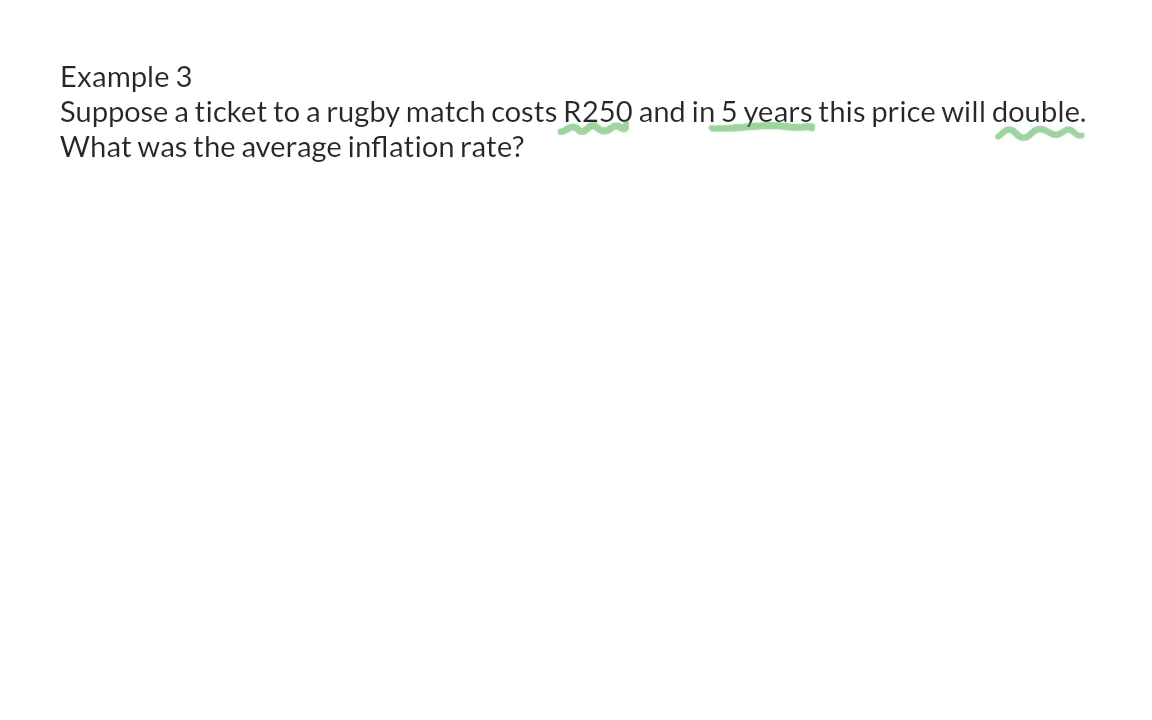 Example 3
Suppose a ticket to a rugby match costs R250 and in 5 years this price will double.
What was the average inflation rate?